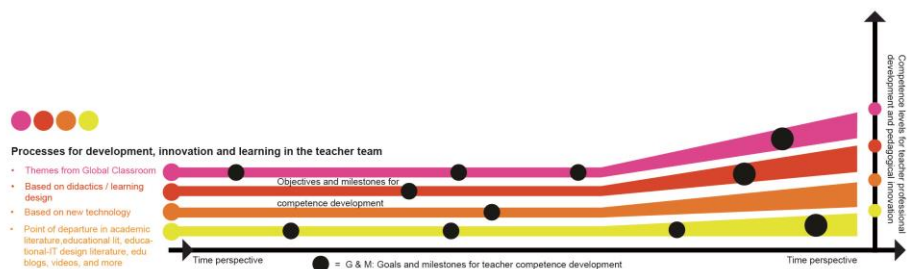 Processes for development, innovation and learning in the teacher team
• Themes from Global Classroom
• Based on didactics / learning
design
• Based on new technology
• Point of departure in academic
literature,educational lit, educa-
tional-IT design literature, edu
blogs, videos, and more
Objectives and milestones for
competence development
Time perspective
Time perspective
= G & M: Goals and milestones for teacher competence development
Competence levels for teacher professional
development and pedagogical innovation